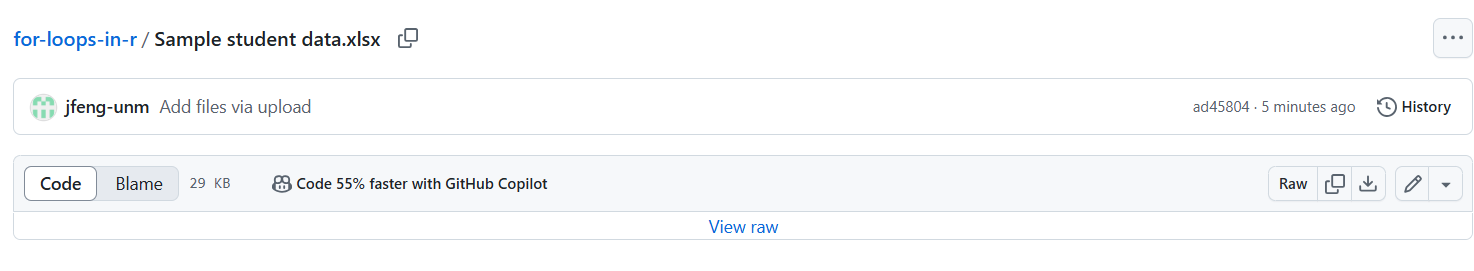 for-loops-in-r / Sample student data.xlsx
jfeng-unm Add files via upload ad45804 · 5 minutes ago History
Code Blame 29 KB Code 55% faster with GitHub Copilot Raw
View raw